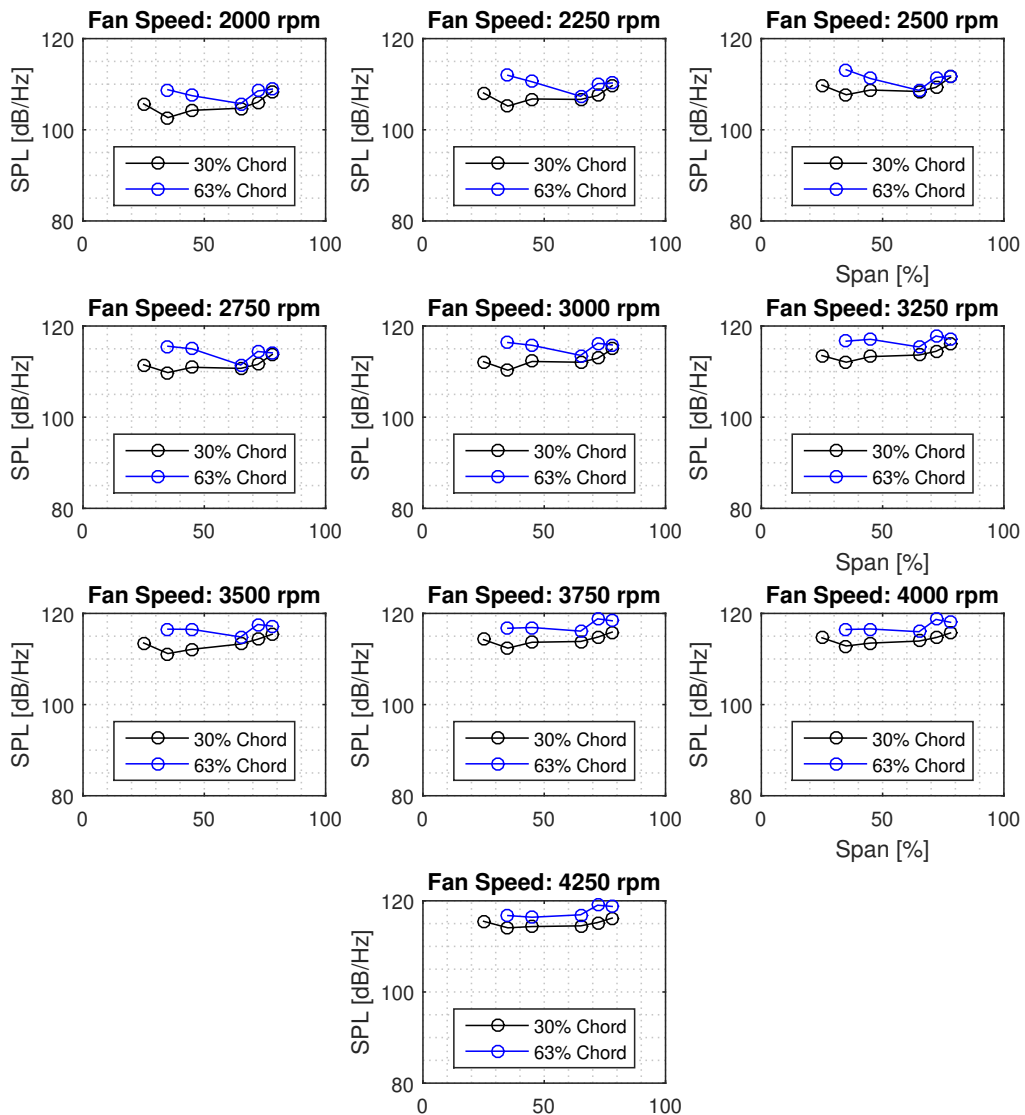 Fan Speed: 2000 rpm
120
100
80
SPL [dB/Hz]
30% Chord
63% Chord
0 50 100
Fan Speed: 2250 rpm
120
100
80
SPL [dB/Hz]
30% Chord
63% Chord
0 50 100
Fan Speed: 2500 rpm
120
100
80
SPL [dB/Hz]
30% Chord
63% Chord
0 50 100
Span [%]
Fan Speed: 2750 rpm
120
100
80
SPL [dB/Hz]
30% Chord
63% Chord
0 50 100
Fan Speed: 3000 rpm
120
100
80
SPL [dB/Hz]
30% Chord
63% Chord
0 50 100
Fan Speed: 3250 rpm
120
100
80
SPL [dB/Hz]
30% Chord
63% Chord
0 50 100
Span [%]
Fan Speed: 3500 rpm
120
100
80
SPL [dB/Hz]
30% Chord
63% Chord
0 50 100
Fan Speed: 3750 rpm
120
100
80
SPL [dB/Hz]
30% Chord
63% Chord
0 50 100
Fan Speed: 4000 rpm
120
100
80
SPL [dB/Hz]
30% Chord
63% Chord
0 50 100
Span [%]
Fan Speed: 4250 rpm
120
100
80
SPL [dB/Hz]
30% Chord
63% Chord
0 50 100